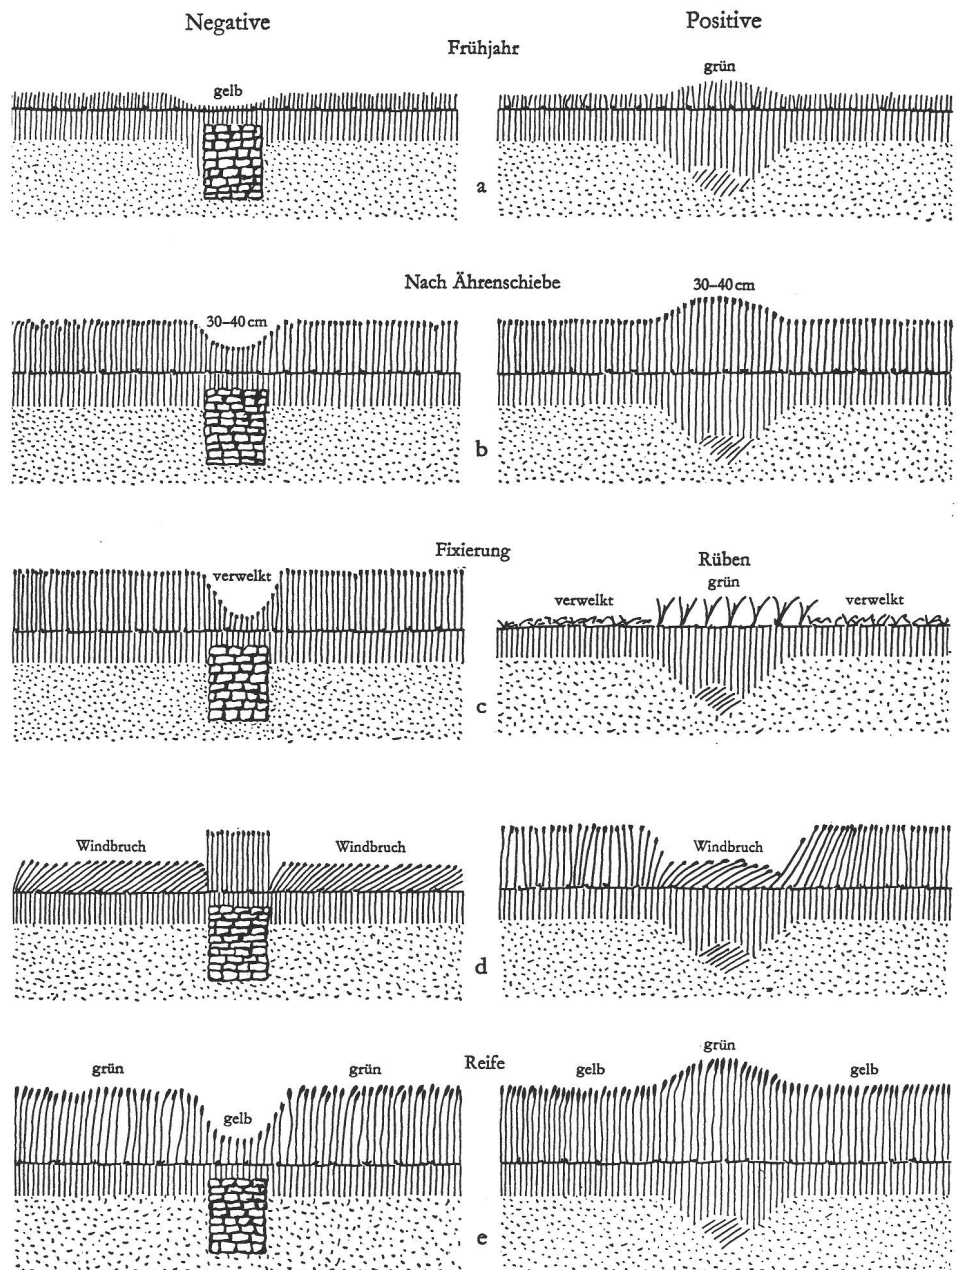 Negative
Positive
Frühjahr
gelb
grün
a
Nach Ährenschiebe
30–40 cm
30–40 cm
b
Fixierung
Rüben
verwelkt
grün
verwelkt
verwelkt
c
Windbruch
Windbruch
Windbruch
d
Reife
grün
grün
gelb
gelb
grün
gelb
e